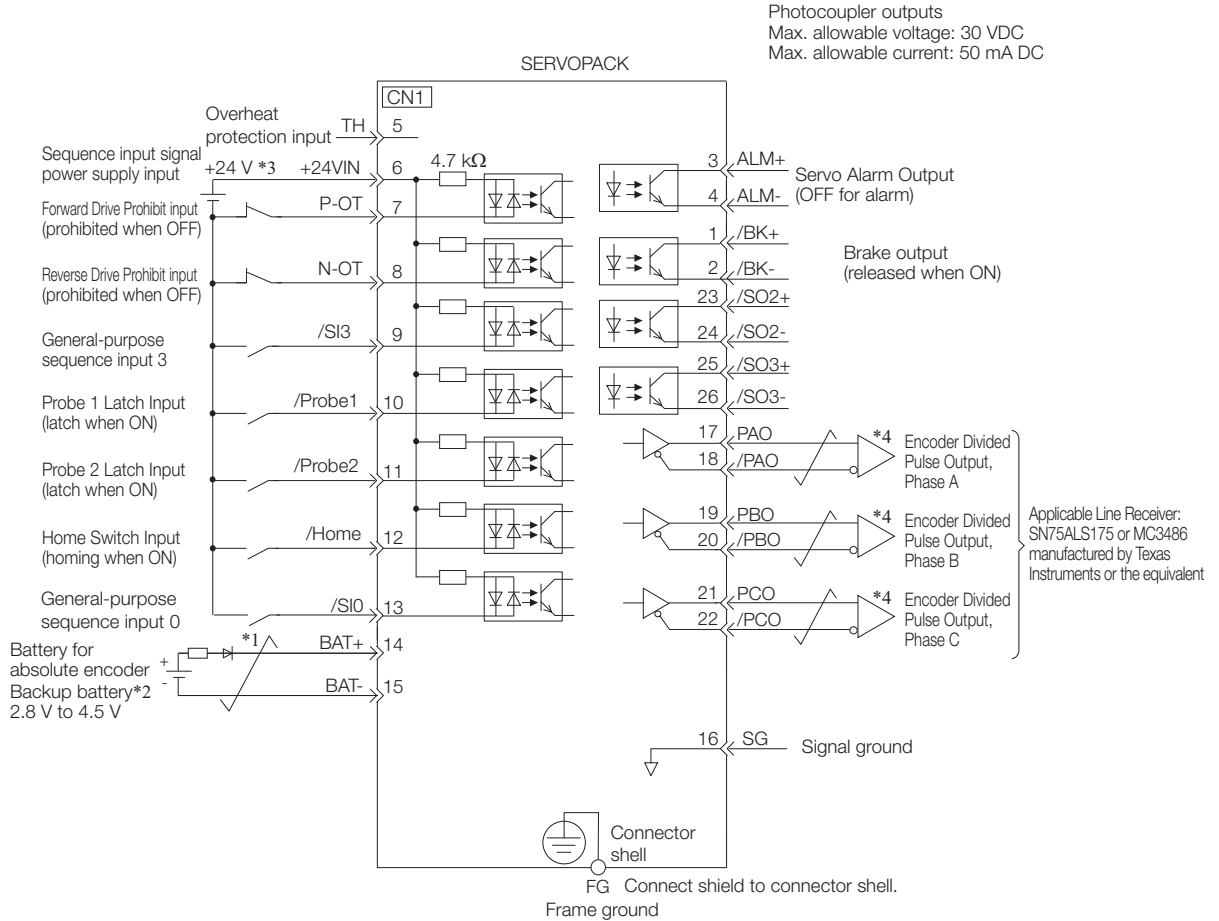 Photocoupler outputs
Max. allowable voltage: 30 VDC
Max. allowable current: 50 mA DC
SERVOPACK
CN1
Overheat
protection input
TH
5
Sequence input signal
power supply input
+24 V *3
+24VIN
6
4.7 kΩ
Forward Drive Prohibit input
(prohibited when OFF)
P-OT
7
Reverse Drive Prohibit input
(prohibited when OFF)
N-OT
8
General-purpose
sequence input 3
/SI3
9
Probe 1 Latch Input
(latch when ON)
/Probe1
10
Probe 2 Latch Input
(latch when ON)
/Probe2
11
Home Switch Input
(homing when ON)
/Home
12
General-purpose
sequence input 0
/SI0
13
Battery for
absolute encoder
Backup battery*2
2.8 V to 4.5 V
+
-
*1
BAT+
14
BAT-
15
3
ALM+
4
ALM-
Servo Alarm Output
(OFF for alarm)
1
/BK+
2
/BK-
Brake output
(released when ON)
23
/SO2+
24
/SO2-
25
/SO3+
26
/SO3-
17
PAO
18
/PAO
*4
Encoder Divided
Pulse Output,
Phase A
19
PBO
20
/PBO
*4
Encoder Divided
Pulse Output,
Phase B
21
PCO
22
/PCO
*4
Encoder Divided
Pulse Output,
Phase C
Applicable Line Receiver:
SN75ALS175 or MC3486
manufactured by Texas
Instruments or the equivalent
16
SG
Signal ground
Connector
shell
FG
Connect shield to connector shell.
Frame ground